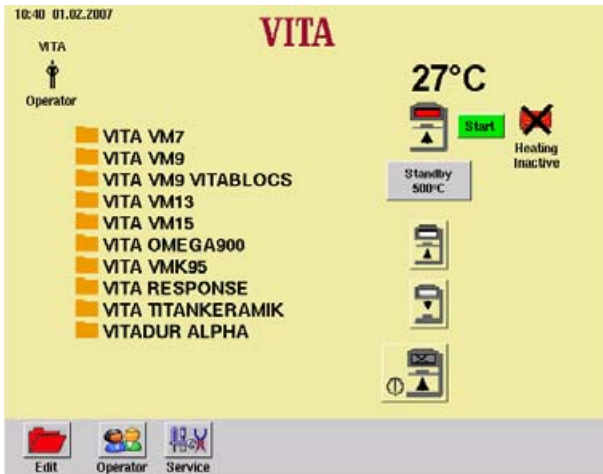 10:40 01.02.2007
VITA
VITA
Operator
27°C
Start
Heating
Inactive
Standby
500°C
VITA VM7
VITA VM9
VITA VM9 VITABLOCS
VITA VM13
VITA VM15
VITA OMEGA900
VITA VMK95
VITA RESPONSE
VITA TITANKERAMIK
VITADUR ALPHA
Edit
Operator
Service